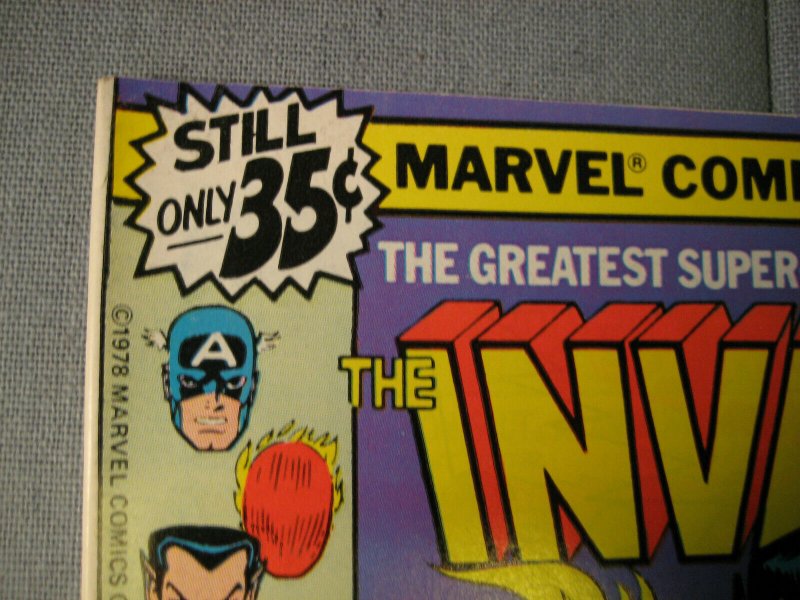 STILL
ONLY 35¢
MARVEL® COMI
THE GREATEST SUPER
THE INV
A
©1978 MARVEL COMICS